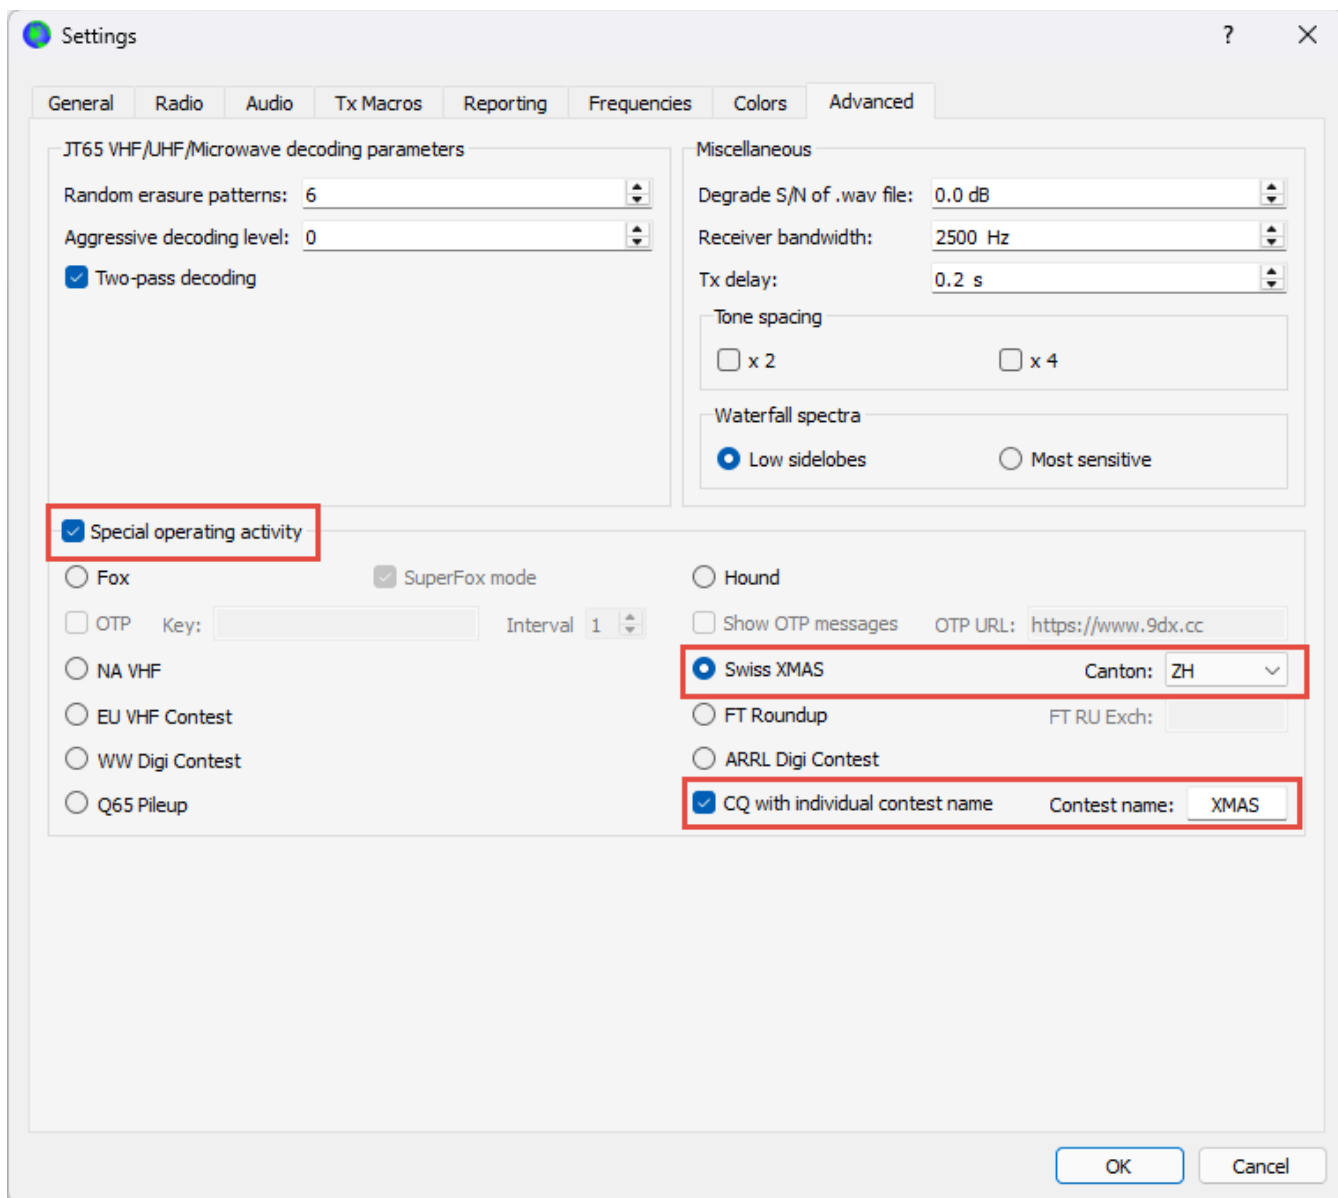 Settings
?
General Radio Audio Tx Macros Reporting Frequencies Colors Advanced
JT65 VHF/UHF/Microwave decoding parameters
Random erasure patterns: 6
Aggressive decoding level: 0
Two-pass decoding
Miscellaneous
Degrade S/N of .wav file: 0.0 dB
Receiver bandwidth: 2500 Hz
Tx delay: 0.2 s
Tone spacing
x 2 x 4
Waterfall spectra
Low sidelobes Most sensitive
Special operating activity
Fox SuperFox mode Hound
OTP Key: Interval 1 Show OTP messages OTP URL: https://www.9dx.cc
NA VHF Swiss XMAS Canton: ZH
EU VHF Contest FT Roundup FT RU Exch:
WW Digi Contest ARRL Digi Contest
Q65 Pileup CQ with individual contest name Contest name: XMAS
OK Cancel